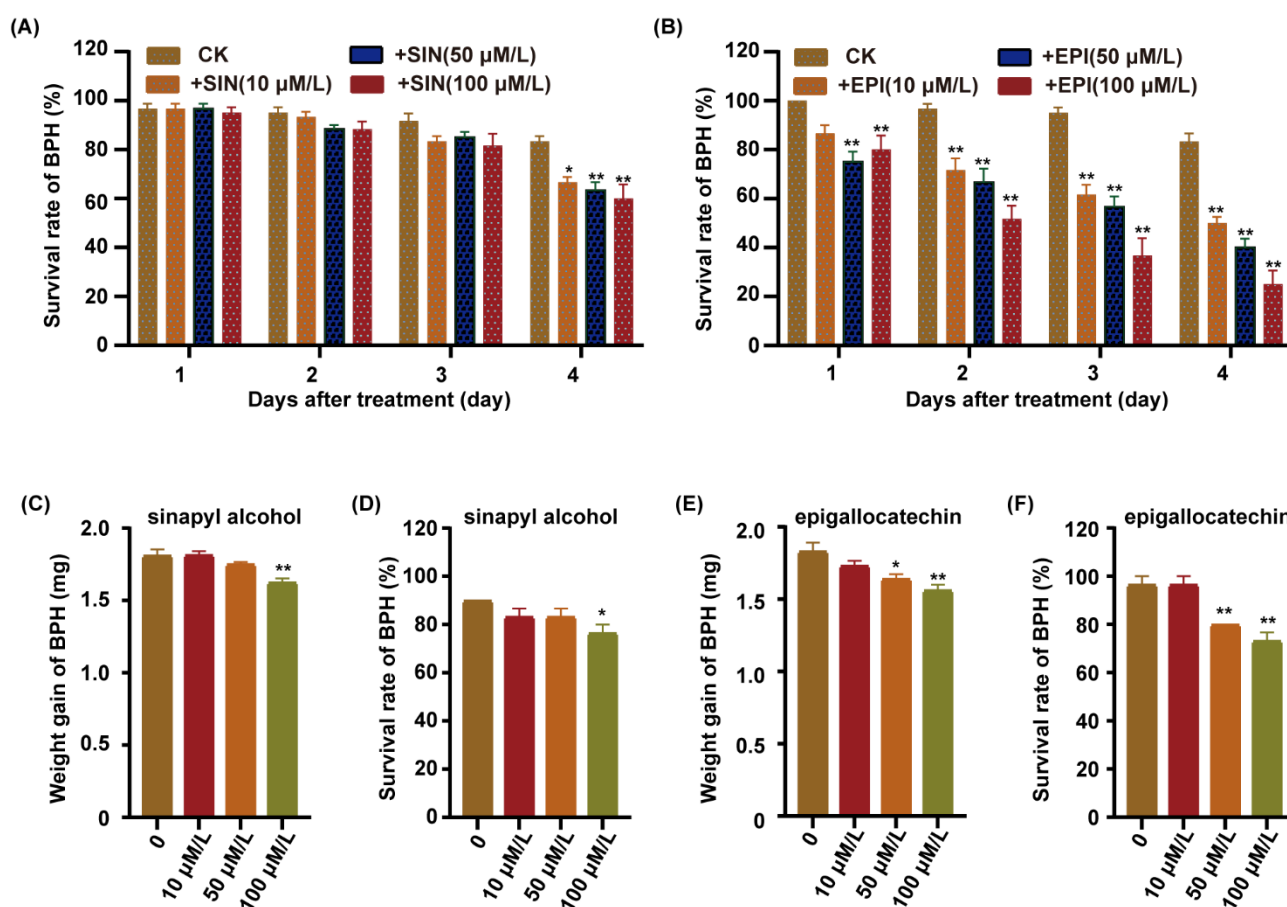 (A)
120
100
80
60
40
20
0
Survival rate of BPH (%)
CK
+SIN(50 μM/L)
+SIN(10 μM/L)
+SIN(100 μM/L)
* ** **
1 2 3 4
Days after treatment (day)
(B)
120
100
80
60
40
20
0
Survival rate of BPH (%)
CK
+EPI(50 μM/L)
+EPI(10 μM/L)
+EPI(100 μM/L)
** **
** ** **
** ** **
** ** **
1 2 3 4
Days after treatment (day)
(C)
sinapyl alcohol
2.0
1.5
1.0
0.5
0
Weight gain of BPH (mg)
**
0 10 μM/L 50 μM/L 100 μM/L
(D)
sinapyl alcohol
120
100
80
60
40
20
0
Survival rate of BPH (%)
*
0 10 μM/L 50 μM/L 100 μM/L
(E)
epigallocatechin
2.0
1.5
1.0
0.5
0
Weight gain of BPH (mg)
* **
0 10 μM/L 50 μM/L 100 μM/L
(F)
epigallocatechin
120
100
80
60
40
20
0
Survival rate of BPH (%)
** **
0 10 μM/L 50 μM/L 100 μM/L